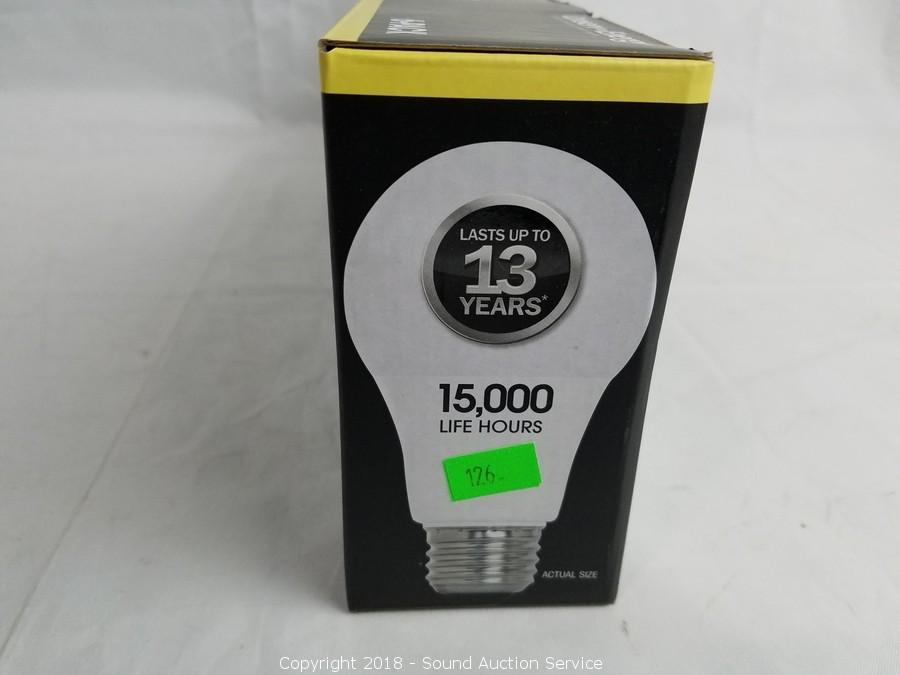 LASTS UP TO
13
YEARS*
15,000
LIFE HOURS
126
ACTUAL SIZE
Copyright 2018 - Sound Auction Service